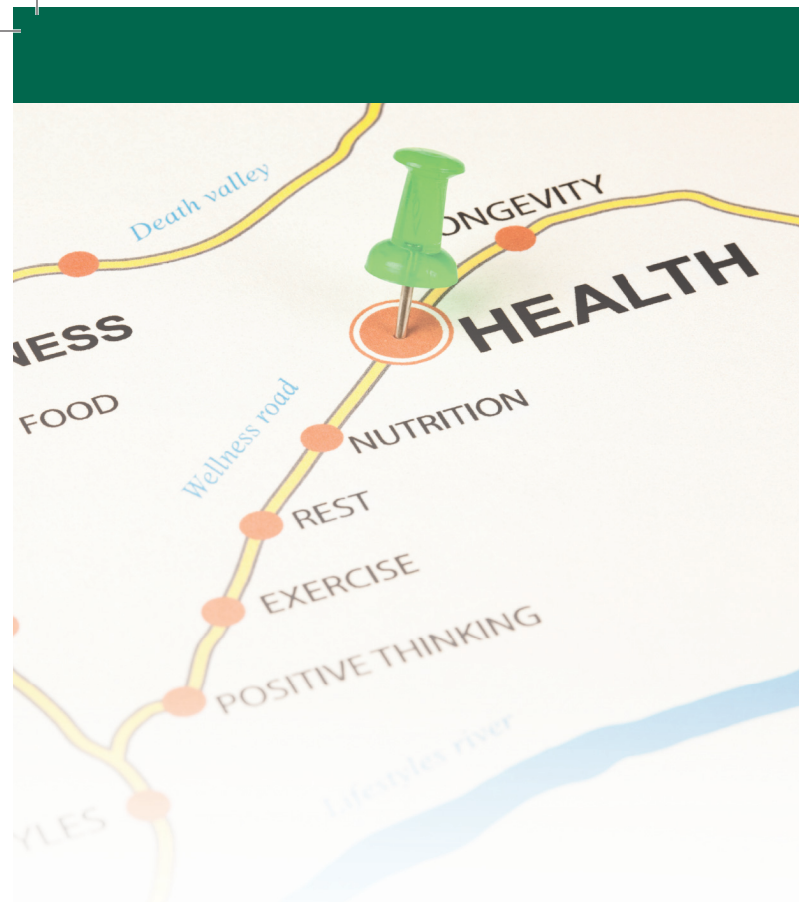 Death valley
ONGEVITY
HEALTH
NESS
FOOD
Wellness road
NUTRITION
REST
EXERCISE
POSITIVE THINKING
Lifestyles river
YLES